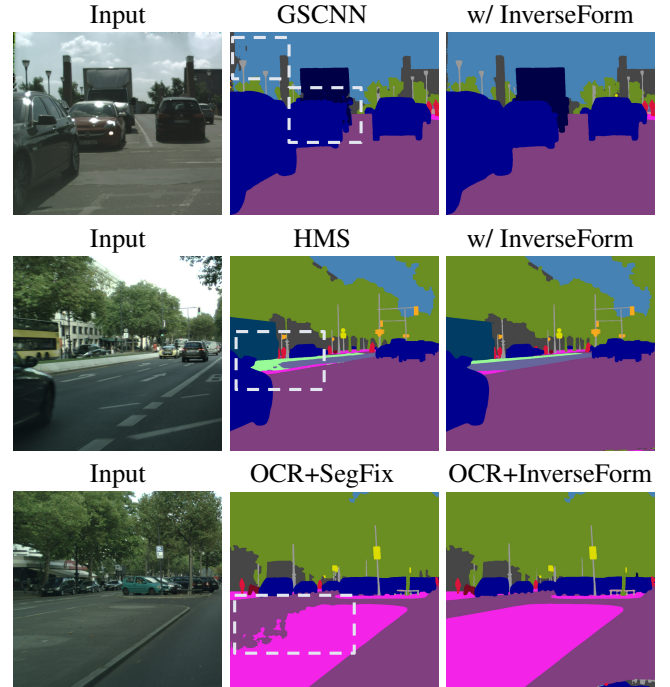 Input GSCNN w/ InverseForm
Input HMS w/ InverseForm
Input OCR+SegFix OCR+InverseForm